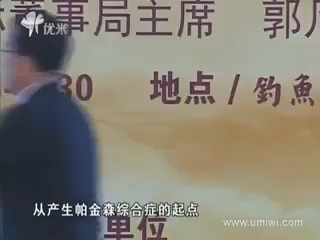 优米
董事局主席 郭
30 地点/釣魚
从产生帕金森综合症的起点
单位
www.umiwi.com